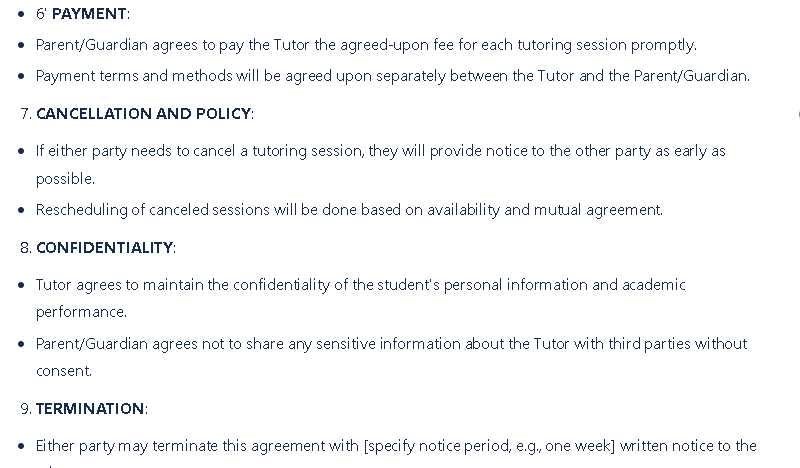 • 6' PAYMENT:
• Parent/Guardian agrees to pay the Tutor the agreed-upon fee for each tutoring session promptly.
• Payment terms and methods will be agreed upon separately between the Tutor and the Parent/Guardian.
7. CANCELLATION AND POLICY:
• If either party needs to cancel a tutoring session, they will provide notice to the other party as early as
possible.
• Rescheduling of canceled sessions will be done based on availability and mutual agreement.
8. CONFIDENTIALITY:
• Tutor agrees to maintain the confidentiality of the student's personal information and academic
performance.
• Parent/Guardian agrees not to share any sensitive information about the Tutor with third parties without
consent.
9. TERMINATION:
• Either party may terminate this agreement with [specify notice period, e.g., one week] written notice to the